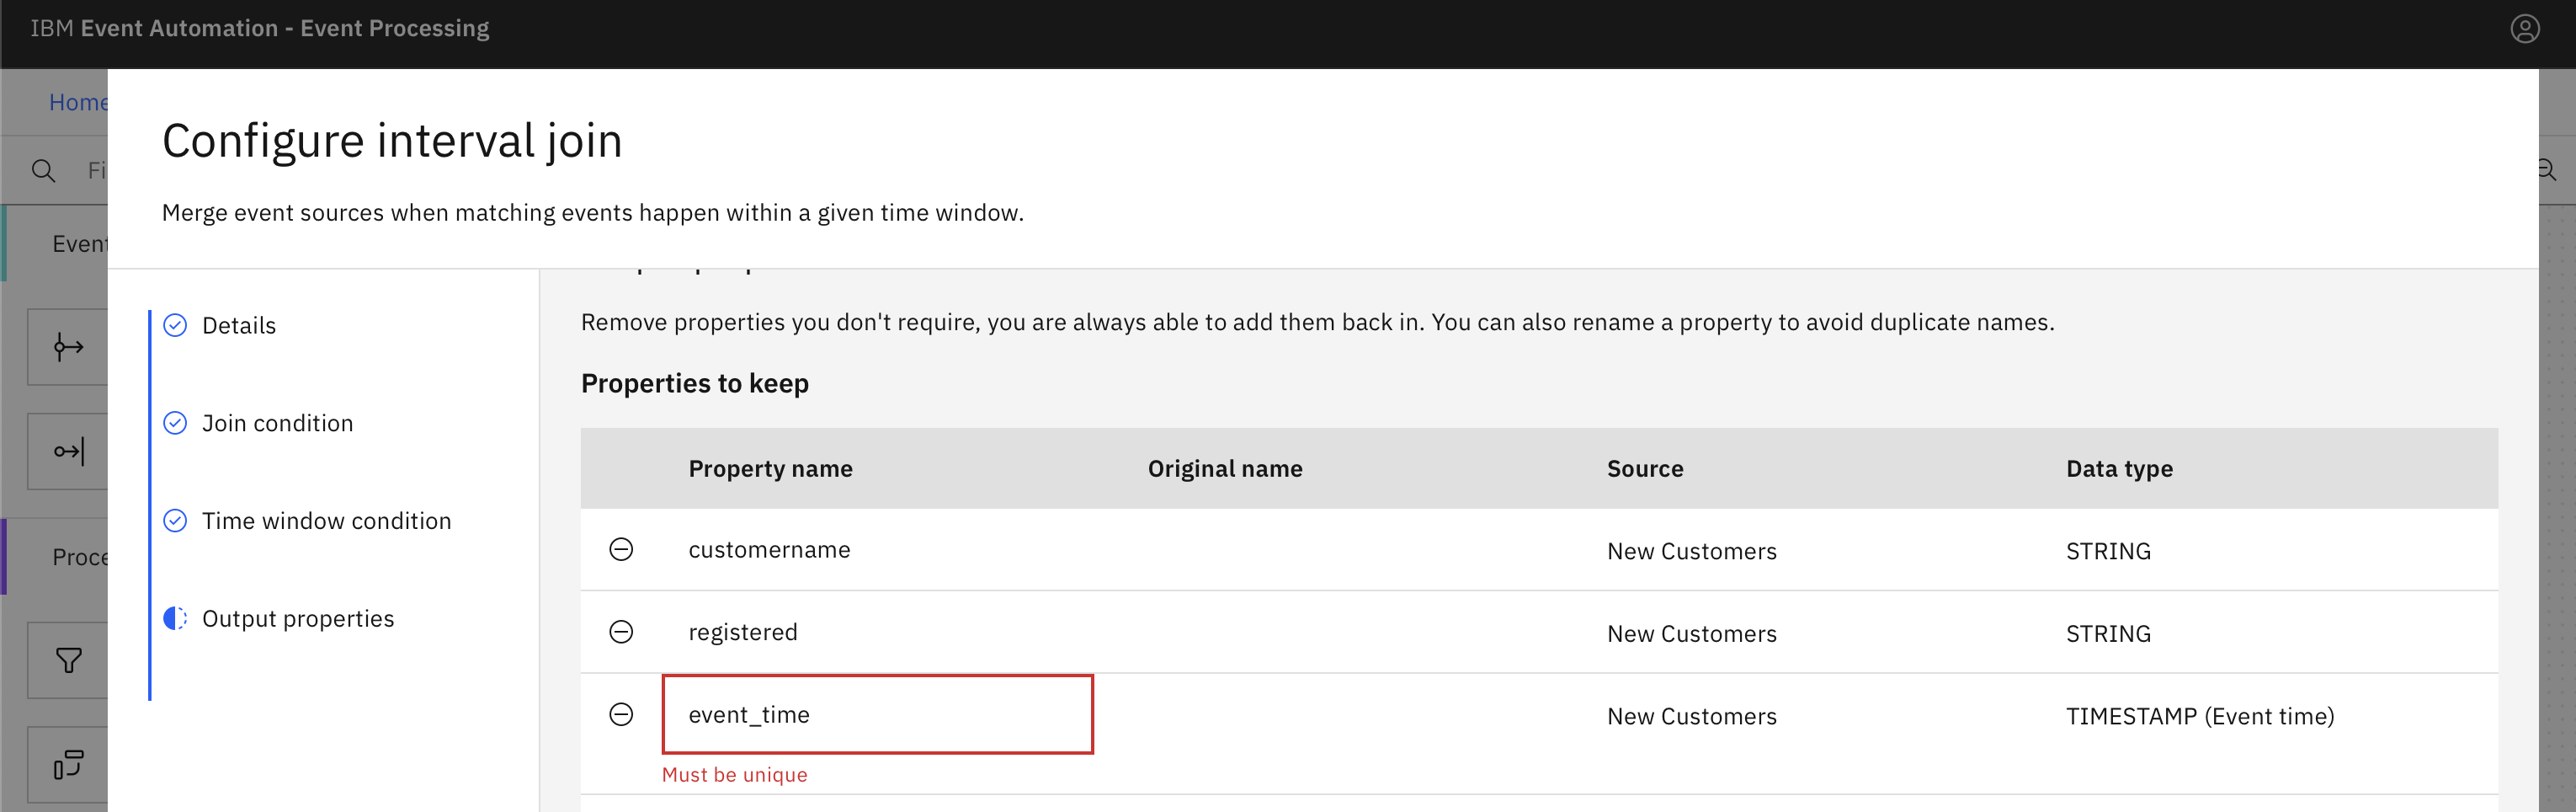 IBM Event Automation - Event Processing
Home
Configure interval join
Merge event sources when matching events happen within a given time window.
Details
Join condition
Time window condition
Output properties
Remove properties you don't require, you are always able to add them back in. You can also rename a property to avoid duplicate names.
Properties to keep
Property name Original name Source Data type
customername New Customers STRING
registered New Customers STRING
event_time New Customers TIMESTAMP (Event time)
Must be unique